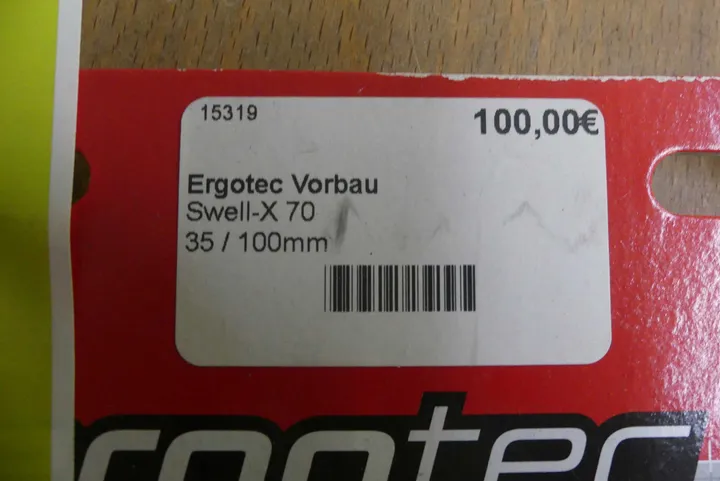 15319
100,00€
Ergotec Vorbau
Swell-X 70
35 / 100mm